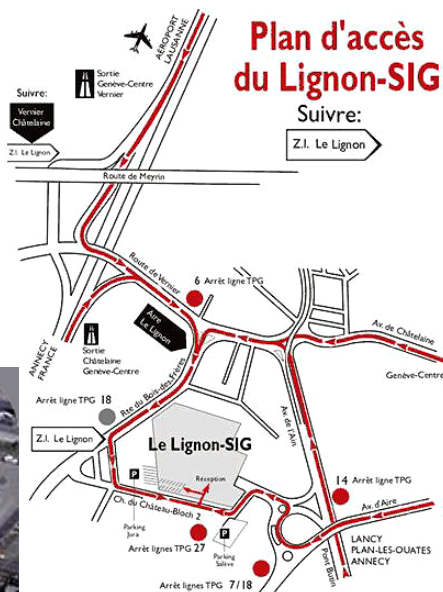 Plan d'accès
du Lignon-SIG
Suivre:
Z.I. Le Lignon
AÉROPORT
LAUSANNE
Sortie
Genève-Centre
Vernier
Suivre:
Vernier
Châtelaine
Z.I. Le Lignon
Route de Meyrin
Route de Vernier
6 Arrêt ligne TPG
Aire
Le Lignon
Av. de Châtelaine
Genève-Centre
ANNECY
FRANCE
Sortie
Châtelaine
Genève-Centre
Rte du Bois-des-Frères
Arrêt ligne TPG 18
Z.I. Le Lignon
Le Lignon-SIG
Av. de l'Ain
P
Réception
14 Arrêt ligne TPG
Ch. du Château-Bloch 2
Av. d'Aire
Parking
Jura
P
Arrêt lignes TPG
27
Parking
Salève
Pont Butin
LANCY
PLAN-LES-OUATES
ANNECY
Arrêt lignes TPG 7/18